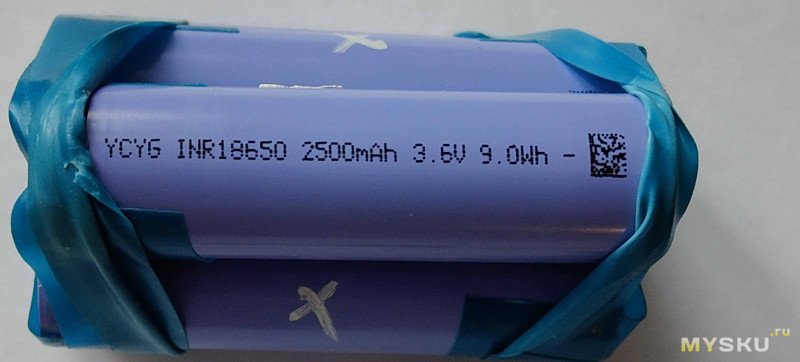 YCYG INR18650 2500mAh 3.6V 9.0Wh -
MYSKU.ru